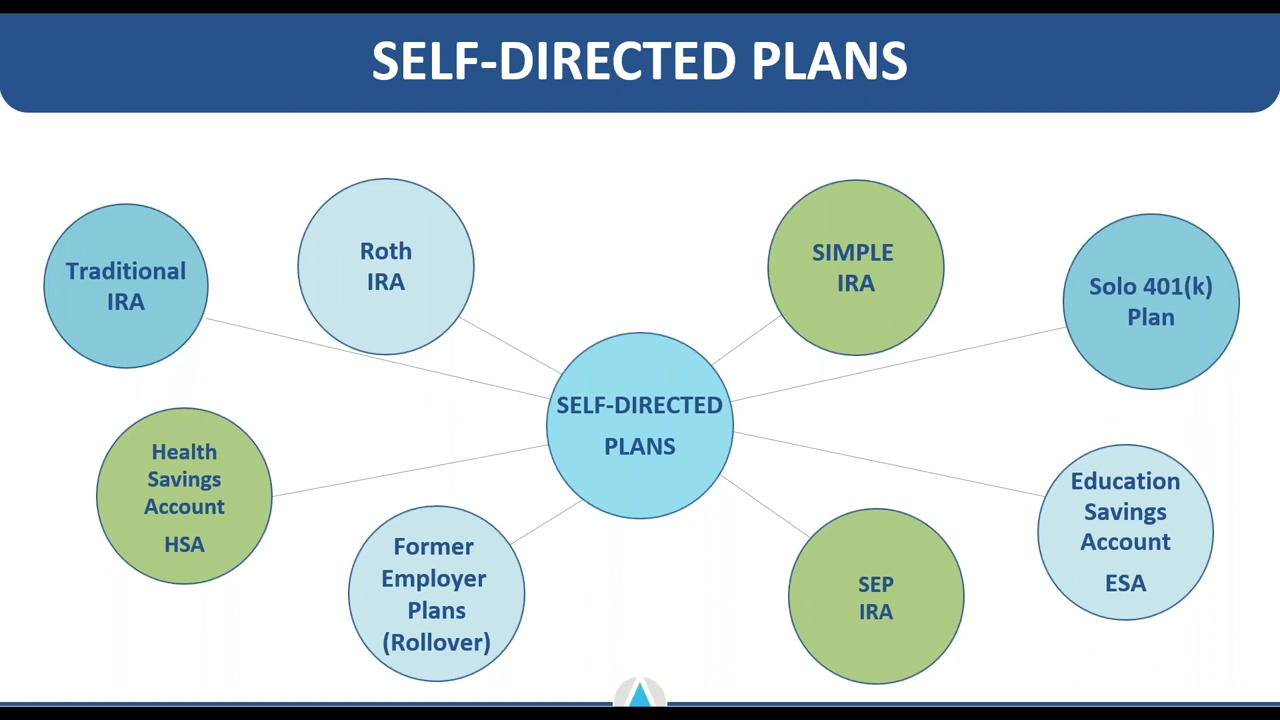 SELF-DIRECTED PLANS
Traditional
IRA
Roth
IRA
SIMPLE
IRA
Solo 401(k)
Plan
SELF-DIRECTED
PLANS
Health
Savings
Account
HSA
Former
Employer
Plans
(Rollover)
SEP
IRA
Education
Savings
Account
ESA